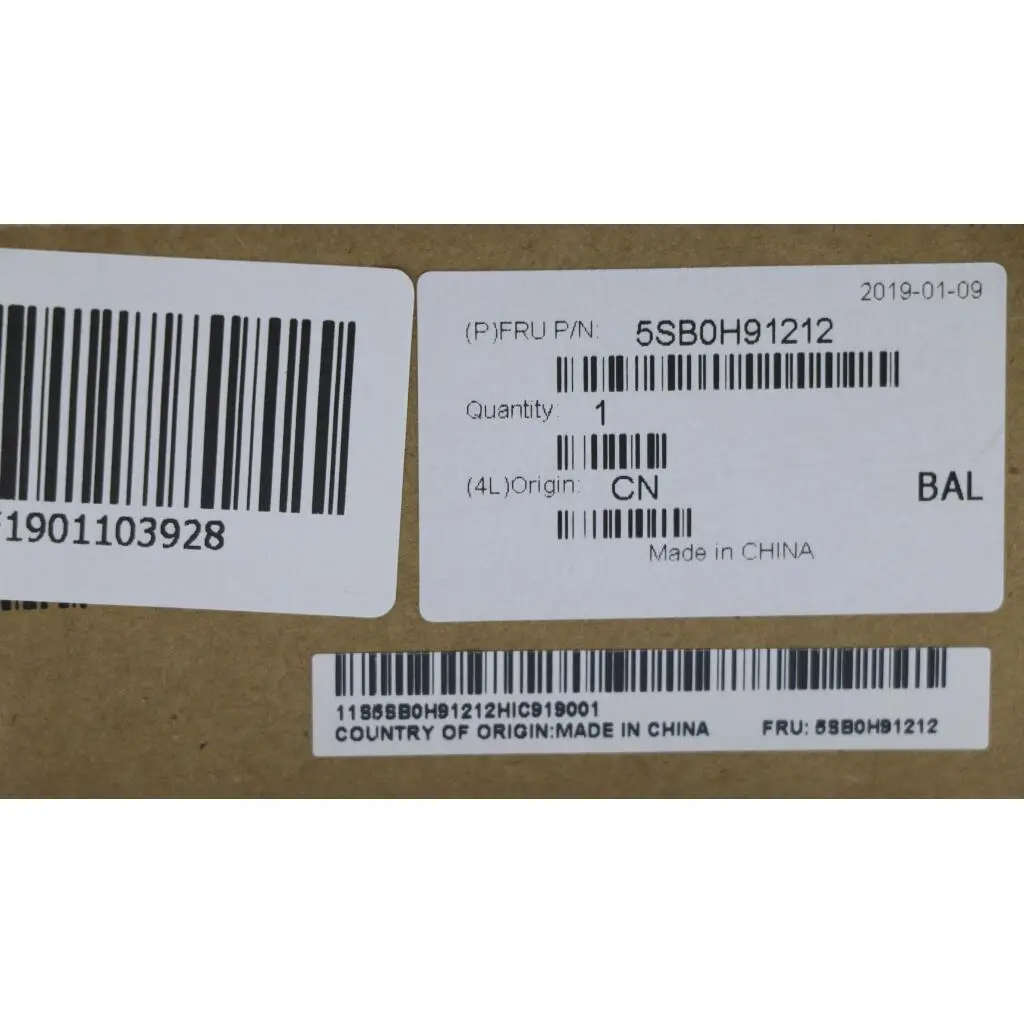 1901103928
2019-01-09
(P)FRU P/N: 5SB0H91212
Quantity: 1
(4L)Origin: CN
BAL
Made in CHINA
11S5SB0H91212HIC919001
COUNTRY OF ORIGIN:MADE IN CHINA FRU: 5SB0H91212